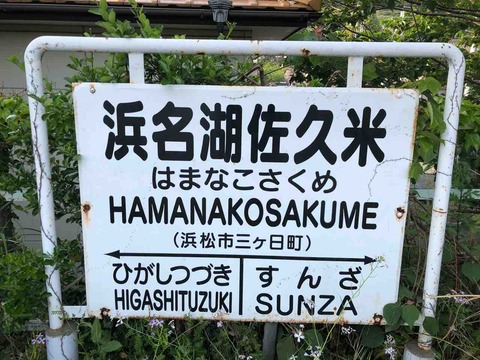 浜名湖佐久米
はまなこさくめ
HAMANAKOSAKUME
(浜松市三ヶ日町)
ひがしつづき すんざ
HIGASHITUZUKI SUNZA